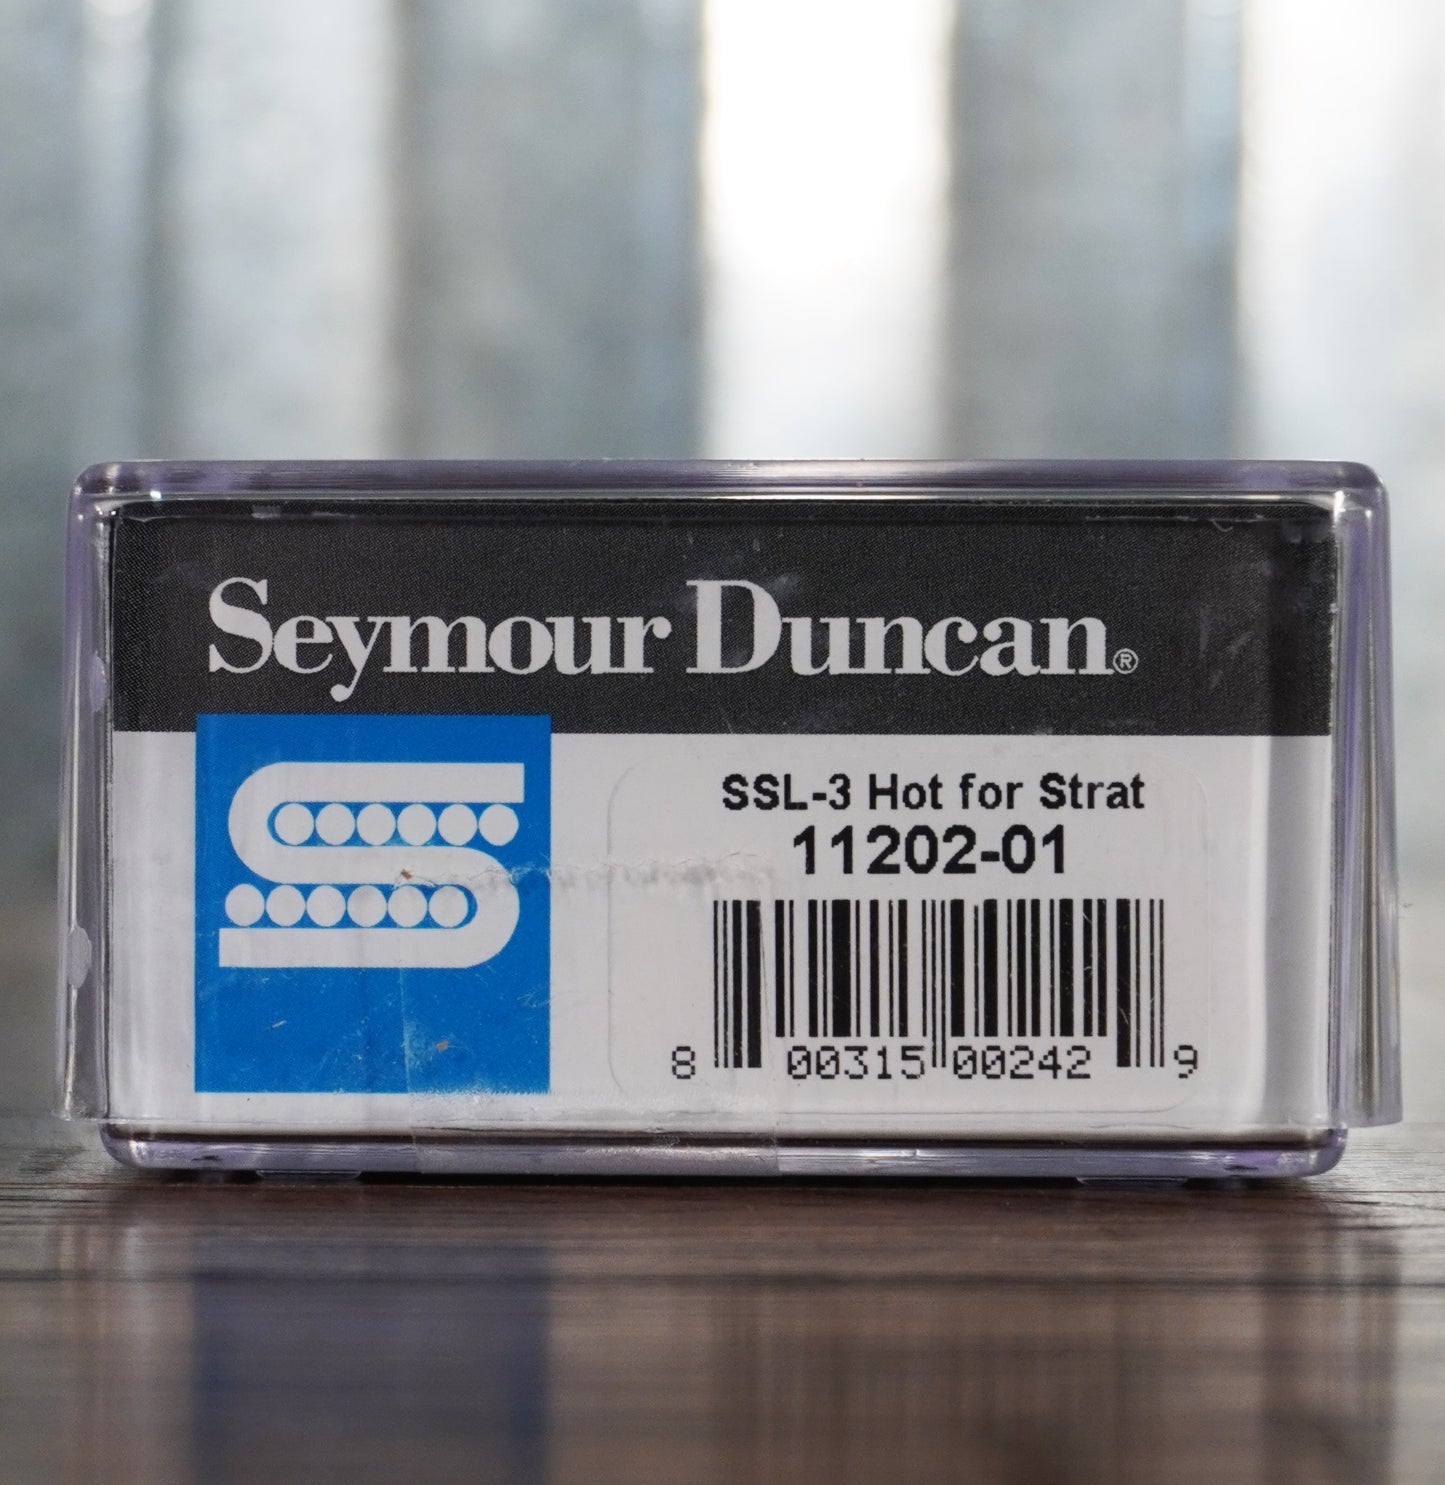 Seymour Duncan®
SSL-3 Hot for Strat
11202-01
8 00315 00242 9